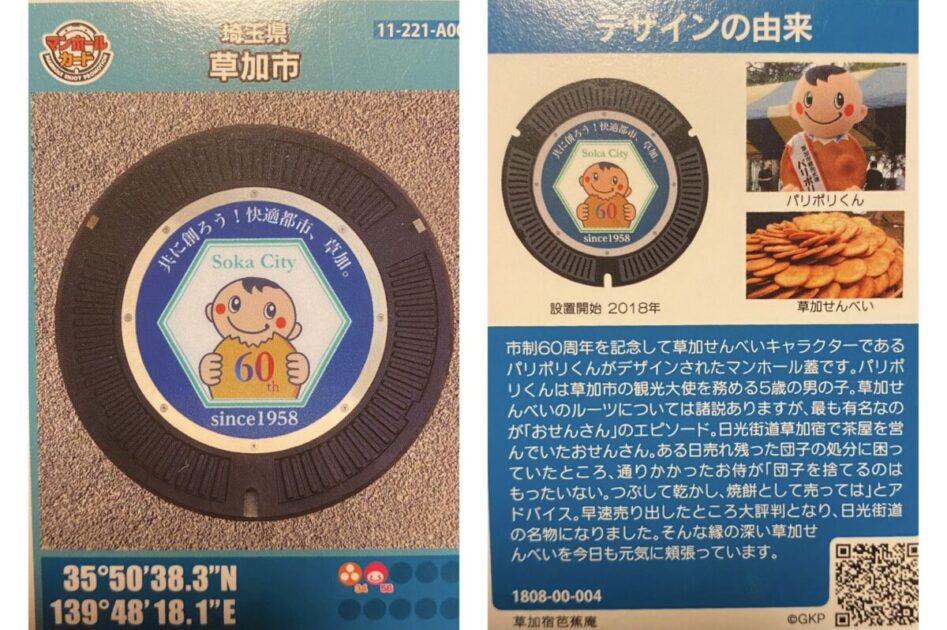 マンホール
カード
MANHOLE ENJOY PROMOTION
埼玉県
草加市
11-221-A00
共に創ろう！快適都市、草加。
Soka City
60th
since1958
35°50'38.3"N
139°48'18.1"E
34
58
デザインの由来
共に創ろう！快適都市、草加。
Soka City
60
since1958
設置開始 2018年
パリポリくん
パリポリくん
草加せんべい
市制60周年を記念して草加せんべいキャラクターである
パリポリくんがデザインされたマンホール蓋です。パリポ
リくんは草加市の観光大使を務める5歳の男の子。草加せ
んべいのルーツについては諸説ありますが、最も有名なの
が「おせんさん」のエピソード。日光街道草加宿で茶屋を営
んでいたおせんさん。ある日売れ残った団子の処分に困っ
ていたところ、通りかかったお侍が「団子を捨てるのは
もったいない。つぶして乾かし、焼餅として売っては」とア
ドバイス。早速売り出したところ大評判となり、日光街道
の名物になりました。そんな縁の深い草加せ
んべいを今日も元気に頬張っています。
1808-00-004
草加宿芭蕉庵
©GKP